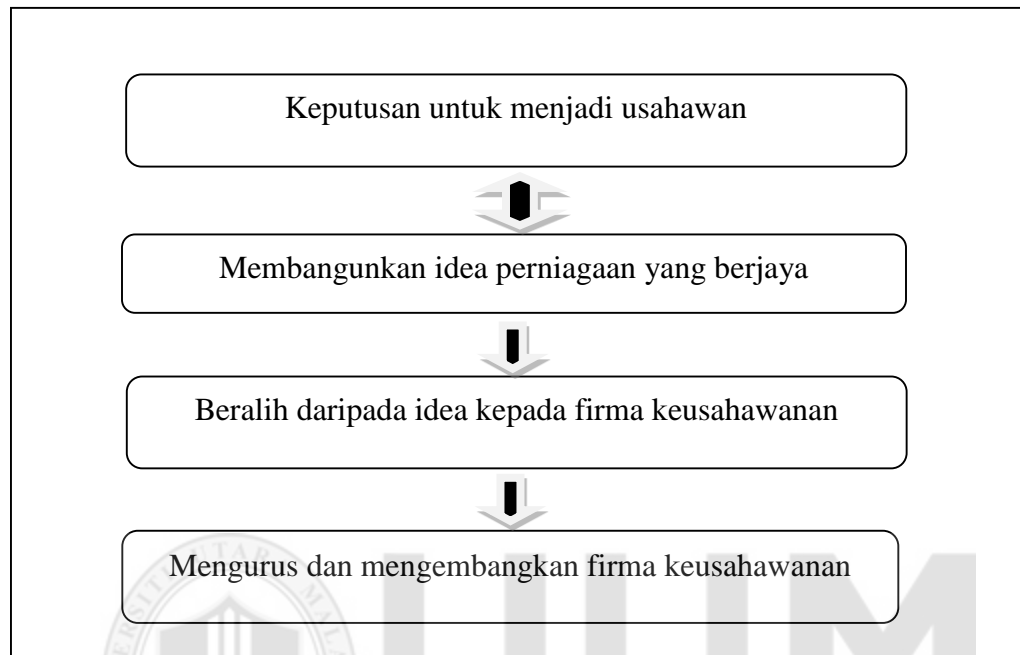 Keputusan untuk menjadi usahawan
Membangunkan idea perniagaan yang berjaya
Beralih daripada idea kepada firma keusahawanan
Mengurus dan mengembangkan firma keusahawanan
UUM